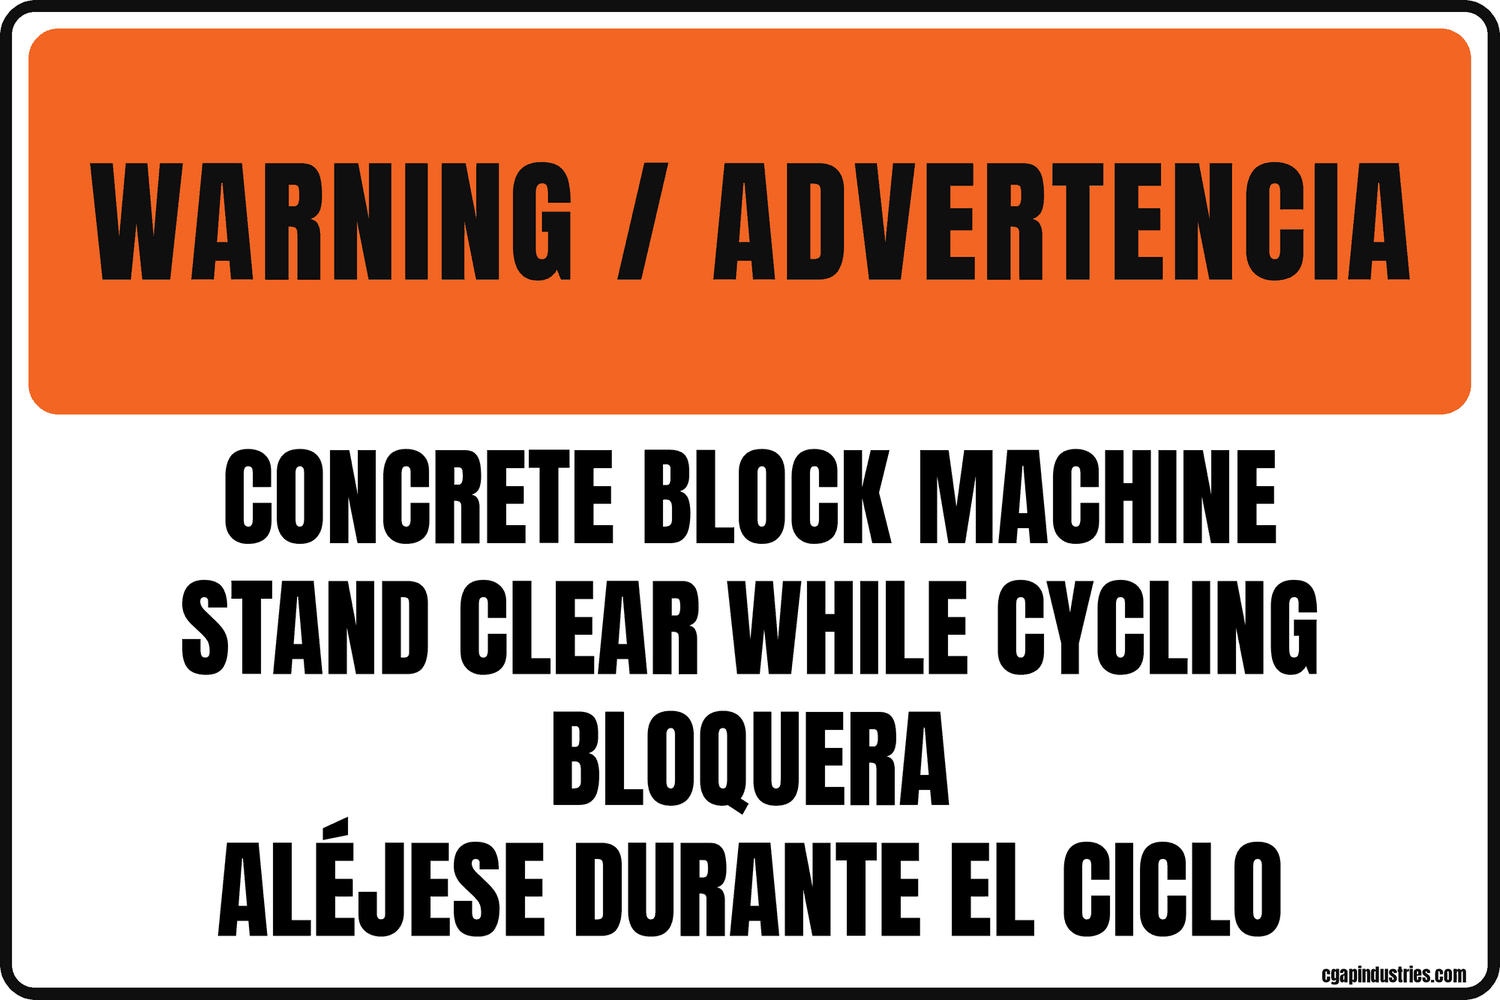 WARNING / ADVERTENCIA
CONCRETE BLOCK MACHINE
STAND CLEAR WHILE CYCLING
BLOQUERA
ALÉJESE DURANTE EL CICLO
cgapindustries.com